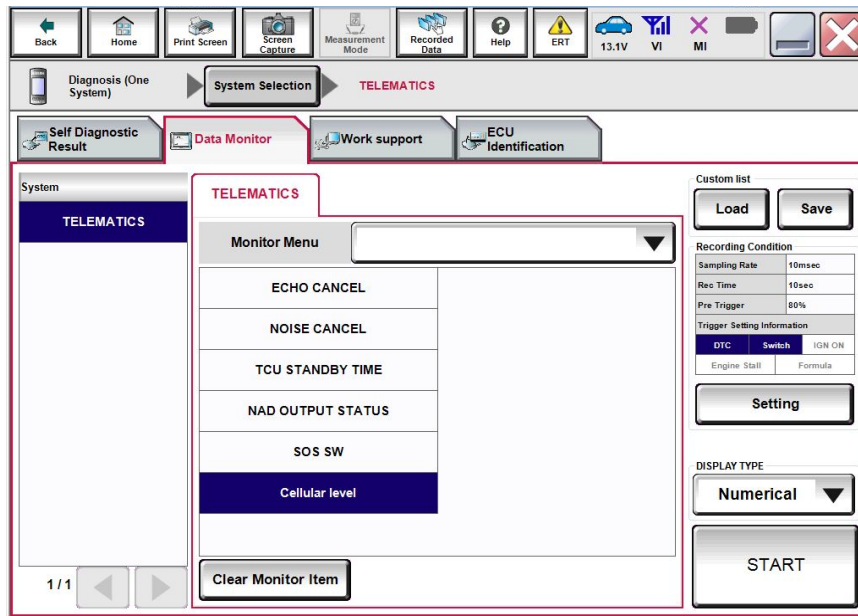 Back
Home
Print Screen
Screen
Capture
Measurement
Mode
Recorded
Data
Help
ERT
13.1V
VI
MI
Diagnosis (One
System)
System Selection
TELEMATICS
Self Diagnostic
Result
Data Monitor
Work support
ECU
Identification
System
TELEMATICS
1/1
TELEMATICS
Monitor Menu
ECHO CANCEL
NOISE CANCEL
TCU STANDBY TIME
NAD OUTPUT STATUS
SOS SW
Cellular level
Clear Monitor Item
Custom list
Load
Save
Recording Condition
Sampling Rate 10msec
Rec Time 10sec
Pre Trigger 80%
Trigger Setting Information
DTC Switch IGN ON
Engine Stall Formula
Setting
DISPLAY TYPE
Numerical
START